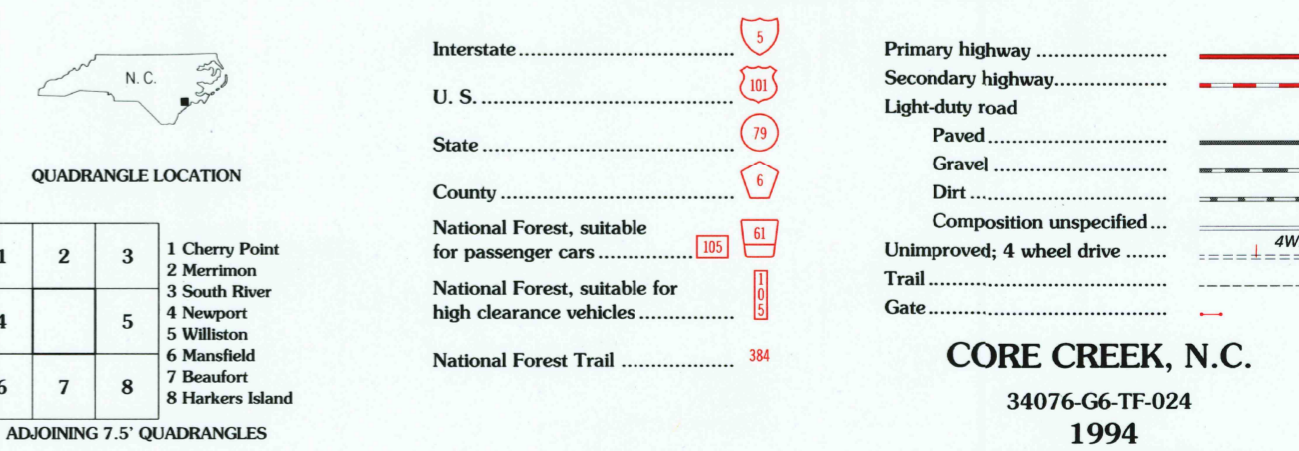 N. C.
QUADRANGLE LOCATION
1 2 3
4 5
6 7 8
1 Cherry Point
2 Merrimon
3 South River
4 Newport
5 Williston
6 Mansfield
7 Beaufort
8 Harkers Island
ADJOINING 7.5' QUADRANGLES
Interstate 5
U. S. 101
State 79
County 6
National Forest, suitable
for passenger cars 105 61
National Forest, suitable for
high clearance vehicles 105
National Forest Trail 384
Primary highway
Secondary highway
Light-duty road
Paved
Gravel
Dirt
Composition unspecified
Unimproved; 4 wheel drive 4W
Trail
Gate
CORE CREEK, N.C.
34076-G6-TF-024
1994